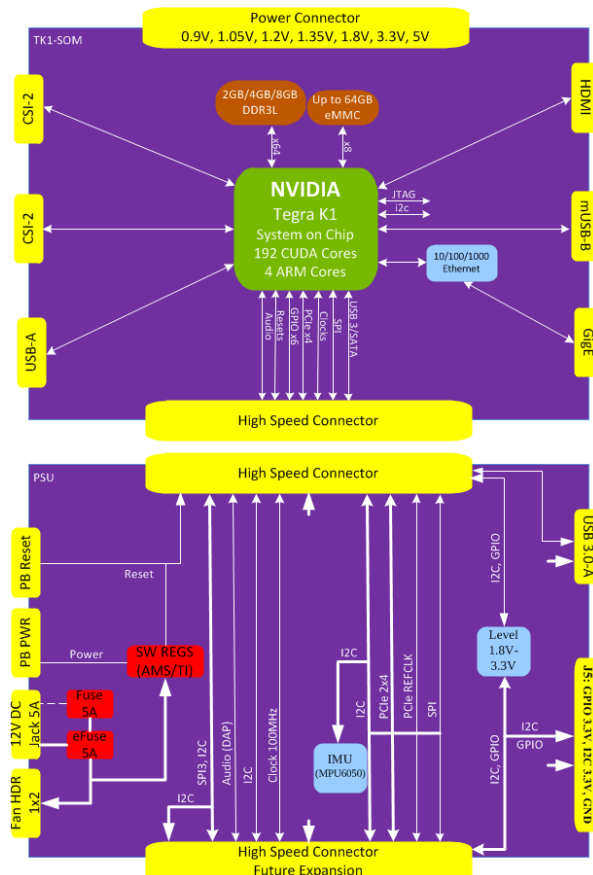 Power Connector
0.9V, 1.05V, 1.2V, 1.35V, 1.8V, 3.3V, 5V
TK1-SOM
CSI-2
2GB/4GB/8GB
DDR3L
Up to 64GB
eMMC
HDMI
x64
x8
NVIDIA
Tegra K1
System on Chip
192 CUDA Cores
4 ARM Cores
JTAG
i2c
CSI-2
mUSB-B
10/100/1000
Ethernet
USB-A
GigE
Audio
Resets
GPIO x6
PCIe x4
Clocks
SPI
USB 3/SATA
High Speed Connector
PSU
High Speed Connector
PB Reset
Reset
USB 3.0-A
I2C, GPIO
PB PWR
Power
SW REGS
(AMS/TI)
Level
1.8V-
3.3V
12V DC
Jack 5A
Fuse
5A
eFuse
5A
Fan HDR
1x2
SPI3, I2C
Audio (DAP)
I2C
Clock 100MHz
I2C
IMU
(MPU6050)
I2C
PCIE 2x4
PCIE REFCLK
SPI
I2C, GPIO
I2C
GPIO
J5: GPIO 3.3V, I2C 3.3V, GND
I2C
High Speed Connector
Future Expansion